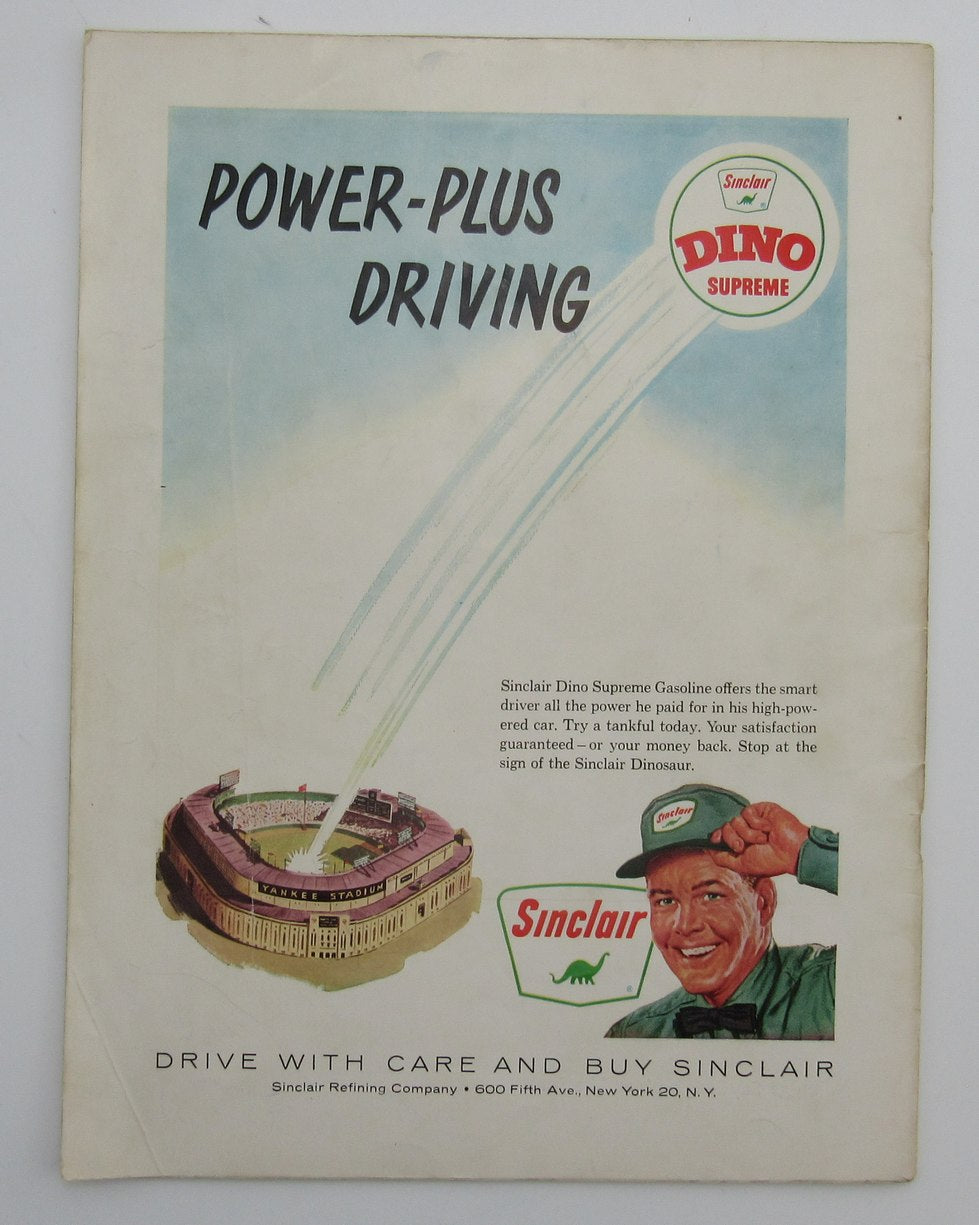 POWER-PLUS
DRIVING
Sinclair
®
DINO
SUPREME
Sinclair Dino Supreme Gasoline offers the smart
driver all the power he paid for in his high-pow-
ered car. Try a tankful today. Your satisfaction
guaranteed – or your money back. Stop at the
sign of the Sinclair Dinosaur.
YANKEE STADIUM
Sinclair
Sinclair
®
DRIVE WITH CARE AND BUY SINCLAIR
Sinclair Refining Company • 600 Fifth Ave., New York 20, N. Y.